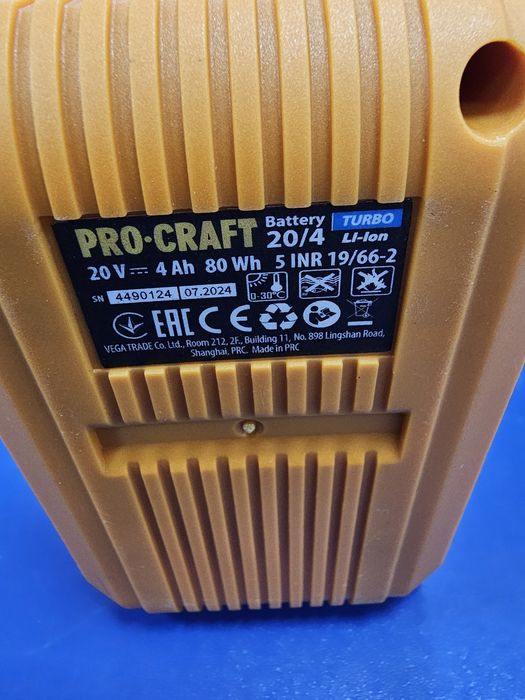 PRO·CRAFT Battery TURBO
20/4 Li-Ion
20 V 4 Ah 80 Wh 5 INR 19/66-2
SN 4490124 07.2024
0-30°C
EAC CE
VEGA TRADE Co. Ltd., Room 212, 2F., Building 11, No. 898 Lingshan Road,
Shanghai, PRC. Made in PRC